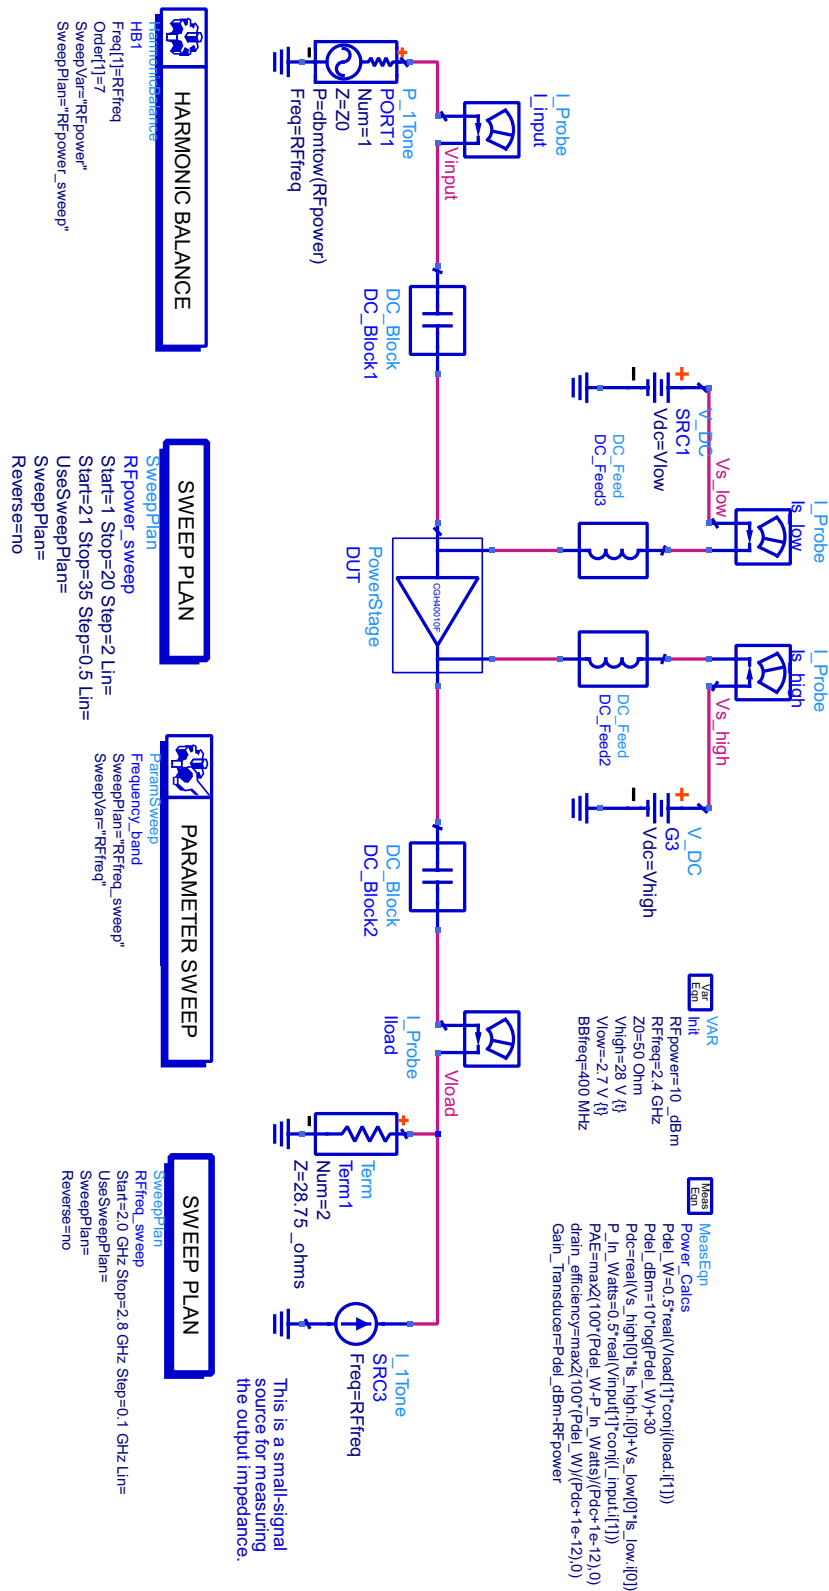 I_Probe
I_input
Vinput
P_1Tone
PORT1
Num=1
Z=Z0
P=dbmtow(RFpower)
Freq=RFfreq
HARMONIC BALANCE
HarmonicBalance
HB1
Freq[1]=RFfreq
Order[1]=7
SweepVar="RFpower"
SweepPlan="RFpower_sweep"
DC_Block
DC_Block1
V_DC
SRC1
Vdc=Vlow
Vs_low
I_Probe
Is_low
DC_Feed
DC_Feed3
PowerStage
DUT
CGH40010F
I_Probe
Is_high
Vs_high
DC_Feed
DC_Feed2
V_DC
G3
Vdc=Vhigh
SWEEP PLAN
SweepPlan
RFpower_sweep
Start=1 Stop=20 Step=2 Lin=
Start=21 Stop=35 Step=0.5 Lin=
UseSweepPlan=
SweepPlan=
Reverse=no
PARAMETER SWEEP
ParamSweep
Frequency_band
SweepPlan="RFfreq_sweep"
SweepVar="RFfreq"
DC_Block
DC_Block2
I_Probe
Iload
Vload
Term
Term1
Num=2
Z=28.75 _ohms
I_1Tone
SRC3
Freq=RFfreq
This is a small-signal
source for measuring
the output impedance.
Var
Eqn
VAR
Init
RFpower=10 _dBm
RFfreq=2.4 GHz
Z0=50 Ohm
Vhigh=28 V {t}
Vlow=-2.7 V {t}
BBfreq=400 MHz
Meas
Eqn
MeasEqn
Power_Calcs
Pdel_W=0.5*real(Vload[1]*conj(Iload.i[1]))
Pdel_dBm=10*log(Pdel_W)+30
Pdc=real(Vs_high[0]*Is_high.i[0]+Vs_low[0]*Is_low.i[0])
P_In_Watts=0.5*real(Vinput[1]*conj(I_input.i[1]))
PAE=max2(100*(Pdel_W-P_In_Watts)/(Pdc+1e-12),0)
drain_efficiency=max2(100*(Pdel_W)/(Pdc+1e-12),0)
Gain_Transducer=Pdel_dBm-RFpower
SWEEP PLAN
SweepPlan
RFfreq_sweep
Start=2.0 GHz Stop=2.8 GHz Step=0.1 GHz Lin=
UseSweepPlan=
SweepPlan=
Reverse=no